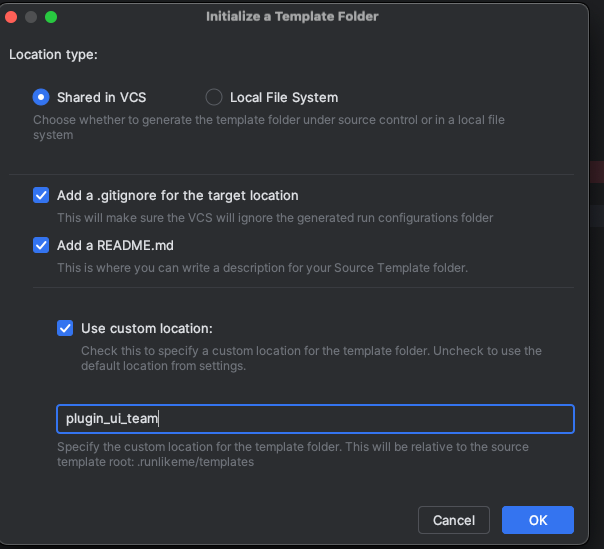 Initialize a Template Folder
Location type:
Shared in VCS
Local File System
Choose whether to generate the template folder under source control or in a local file
system
Add a .gitignore for the target location
This will make sure the VCS will ignore the generated run configurations folder
Add a README.md
This is where you can write a description for your Source Template folder.
Use custom location:
Check this to specify a custom location for the template folder. Uncheck to use the
default location from settings.
plugin_ui_team
Specify the custom location for the template folder. This will be relative to the source
template root: .runlikeme/templates
Cancel
OK